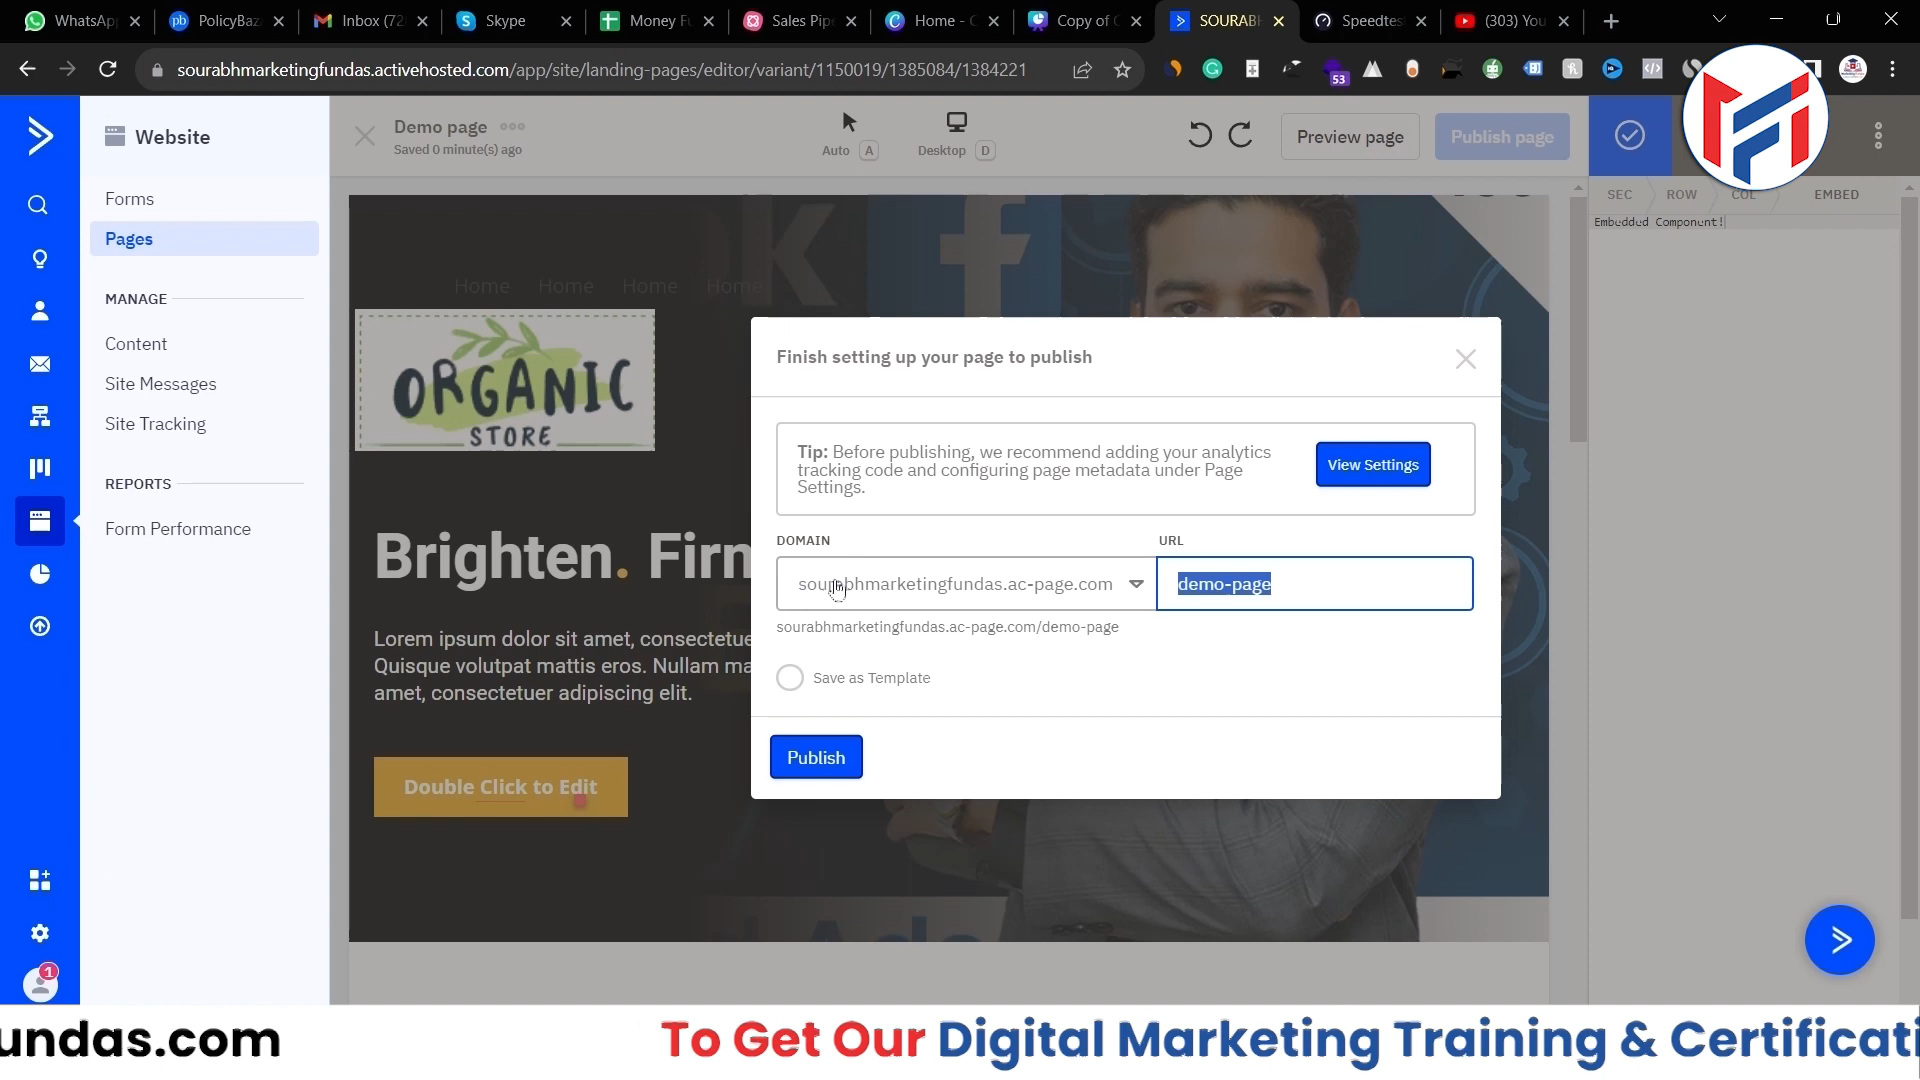 WhatsApp
PolicyBaz
Inbox (72
Skype
Money F
Sales Pip
Home - C
Copy of C
SOURABH
Speedtes
(303) You
sourabhmarketingfundas.activehosted.com/app/site/landing-pages/editor/variant/1150019/1385084/1384221
53
Website
Forms
Pages
MANAGE
Content
Site Messages
Site Tracking
REPORTS
Form Performance
1
Demo page
Saved 0 minute(s) ago
Auto A
Desktop D
Preview page
Publish page
SEC ROW COL EMBED
Embedded Component!
Home Home Home Home
ORGANIC
STORE
Brighten. Firm
Lorem ipsum dolor sit amet, consectetue
Quisque volutpat mattis eros. Nullam ma
amet, consectetuer adipiscing elit.
Double Click to Edit
Finish setting up your page to publish
Tip: Before publishing, we recommend adding your analytics
tracking code and configuring page metadata under Page
Settings.
View Settings
DOMAIN
URL
sourabhmarketingfundas.ac-page.com
demo-page
sourabhmarketingfundas.ac-page.com/demo-page
Save as Template
Publish
undas.com
To Get Our Digital Marketing Training & Certificati